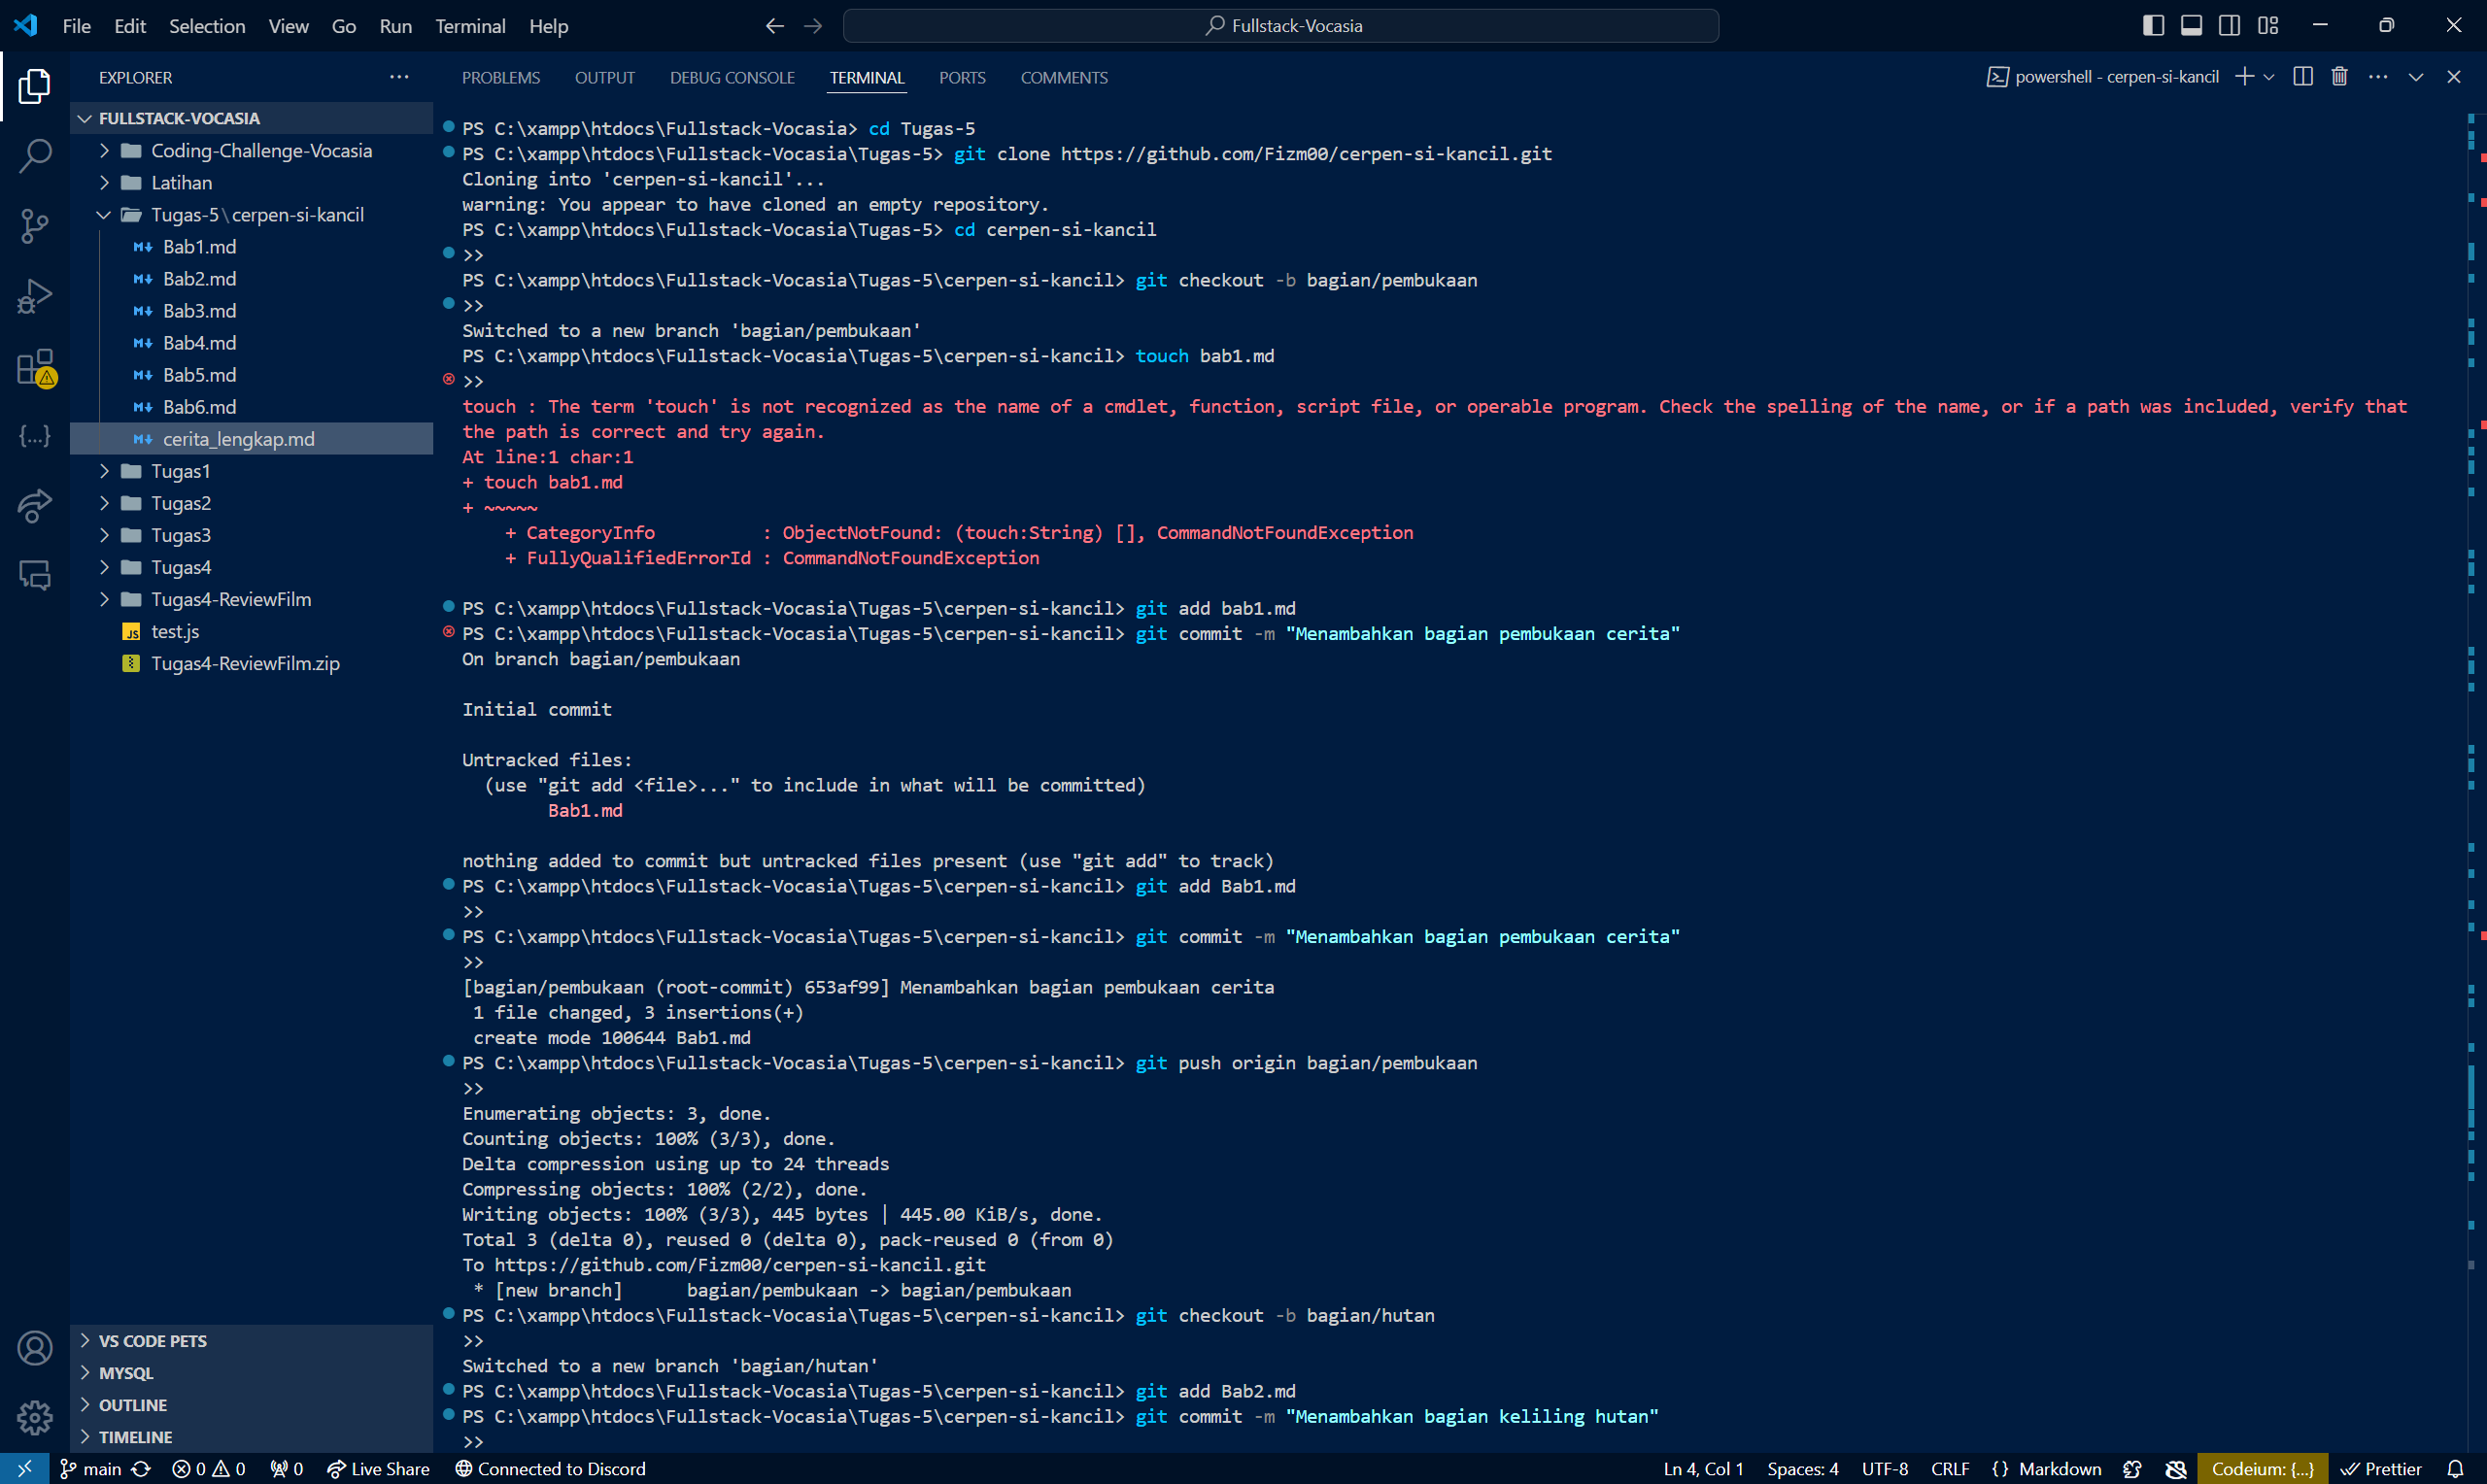 File Edit Selection View Go Run Terminal Help
Fullstack-Vocasia
EXPLORER
FULLSTACK-VOCASIA
Coding-Challenge-Vocasia
Latihan
Tugas-5\cerpen-si-kancil
Bab1.md
Bab2.md
Bab3.md
Bab4.md
Bab5.md
Bab6.md
cerita_lengkap.md
Tugas1
Tugas2
Tugas3
Tugas4
Tugas4-ReviewFilm
test.js
Tugas4-ReviewFilm.zip
VS CODE PETS
MYSQL
OUTLINE
TIMELINE
PROBLEMS OUTPUT DEBUG CONSOLE TERMINAL PORTS COMMENTS
powershell - cerpen-si-kancil
PS C:\xampp\htdocs\Fullstack-Vocasia> cd Tugas-5
PS C:\xampp\htdocs\Fullstack-Vocasia\Tugas-5> git clone https://github.com/Fizm00/cerpen-si-kancil.git
Cloning into 'cerpen-si-kancil'...
warning: You appear to have cloned an empty repository.
PS C:\xampp\htdocs\Fullstack-Vocasia\Tugas-5> cd cerpen-si-kancil
>>
PS C:\xampp\htdocs\Fullstack-Vocasia\Tugas-5\cerpen-si-kancil> git checkout -b bagian/pembukaan
>>
Switched to a new branch 'bagian/pembukaan'
PS C:\xampp\htdocs\Fullstack-Vocasia\Tugas-5\cerpen-si-kancil> touch bab1.md
>>
touch : The term 'touch' is not recognized as the name of a cmdlet, function, script file, or operable program. Check the spelling of the name, or if a path was included, verify that
the path is correct and try again.
At line:1 char:1
+ touch bab1.md
+ ~~~~~
+ CategoryInfo : ObjectNotFound: (touch:String) [], CommandNotFoundException
+ FullyQualifiedErrorId : CommandNotFoundException
PS C:\xampp\htdocs\Fullstack-Vocasia\Tugas-5\cerpen-si-kancil> git add bab1.md
PS C:\xampp\htdocs\Fullstack-Vocasia\Tugas-5\cerpen-si-kancil> git commit -m "Menambahkan bagian pembukaan cerita"
On branch bagian/pembukaan
Initial commit
Untracked files:
(use "git add <file>..." to include in what will be committed)
Bab1.md
nothing added to commit but untracked files present (use "git add" to track)
PS C:\xampp\htdocs\Fullstack-Vocasia\Tugas-5\cerpen-si-kancil> git add Bab1.md
>>
PS C:\xampp\htdocs\Fullstack-Vocasia\Tugas-5\cerpen-si-kancil> git commit -m "Menambahkan bagian pembukaan cerita"
>>
[bagian/pembukaan (root-commit) 653af99] Menambahkan bagian pembukaan cerita
1 file changed, 3 insertions(+)
create mode 100644 Bab1.md
PS C:\xampp\htdocs\Fullstack-Vocasia\Tugas-5\cerpen-si-kancil> git push origin bagian/pembukaan
>>
Enumerating objects: 3, done.
Counting objects: 100% (3/3), done.
Delta compression using up to 24 threads
Compressing objects: 100% (2/2), done.
Writing objects: 100% (3/3), 445 bytes | 445.00 KiB/s, done.
Total 3 (delta 0), reused 0 (delta 0), pack-reused 0 (from 0)
To https://github.com/Fizm00/cerpen-si-kancil.git
* [new branch] bagian/pembukaan -> bagian/pembukaan
PS C:\xampp\htdocs\Fullstack-Vocasia\Tugas-5\cerpen-si-kancil> git checkout -b bagian/hutan
>>
Switched to a new branch 'bagian/hutan'
PS C:\xampp\htdocs\Fullstack-Vocasia\Tugas-5\cerpen-si-kancil> git add Bab2.md
PS C:\xampp\htdocs\Fullstack-Vocasia\Tugas-5\cerpen-si-kancil> git commit -m "Menambahkan bagian keliling hutan"
>>
main 0 0 0 Live Share Connected to Discord Ln 4, Col 1 Spaces: 4 UTF-8 CRLF {} Markdown Codeium: {...} Prettier